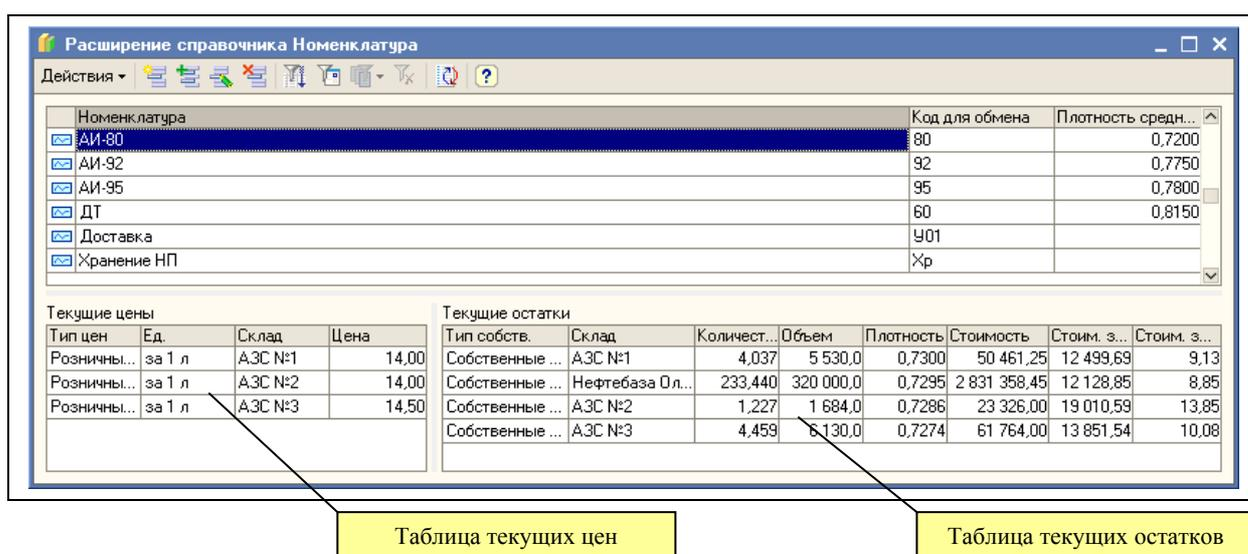 Расширение справочника Номенклатура
Действия
Номенклатура Код для обмена Плотность средн...
АИ-80 80 0,7200
АИ-92 92 0,7750
АИ-95 95 0,7800
ДТ 60 0,8150
Доставка У01
Хранение НП Хр
Текущие цены Текущие остатки
Тип цен Ед. Склад Цена Тип собств. Склад Количест... Объем Плотность Стоимость Стоим. з... Стоим. з...
Розничны... за 1 л АЗС №1 14,00 Собственные ... АЗС №1 4,037 5 530,0 0,7300 50 461,25 12 499,69 9,13
Розничны... за 1 л АЗС №2 14,00 Собственные ... Нефтебаза Ол... 233,440 320 000,0 0,7295 2 831 358,45 12 128,85 8,85
Розничны... за 1 л АЗС №3 14,50 Собственные ... АЗС №2 1,227 1 684,0 0,7286 23 326,00 19 010,59 13,85
Собственные ... АЗС №3 4,459 6 130,0 0,7274 61 764,00 13 851,54 10,08
Таблица текущих цен Таблица текущих остатков